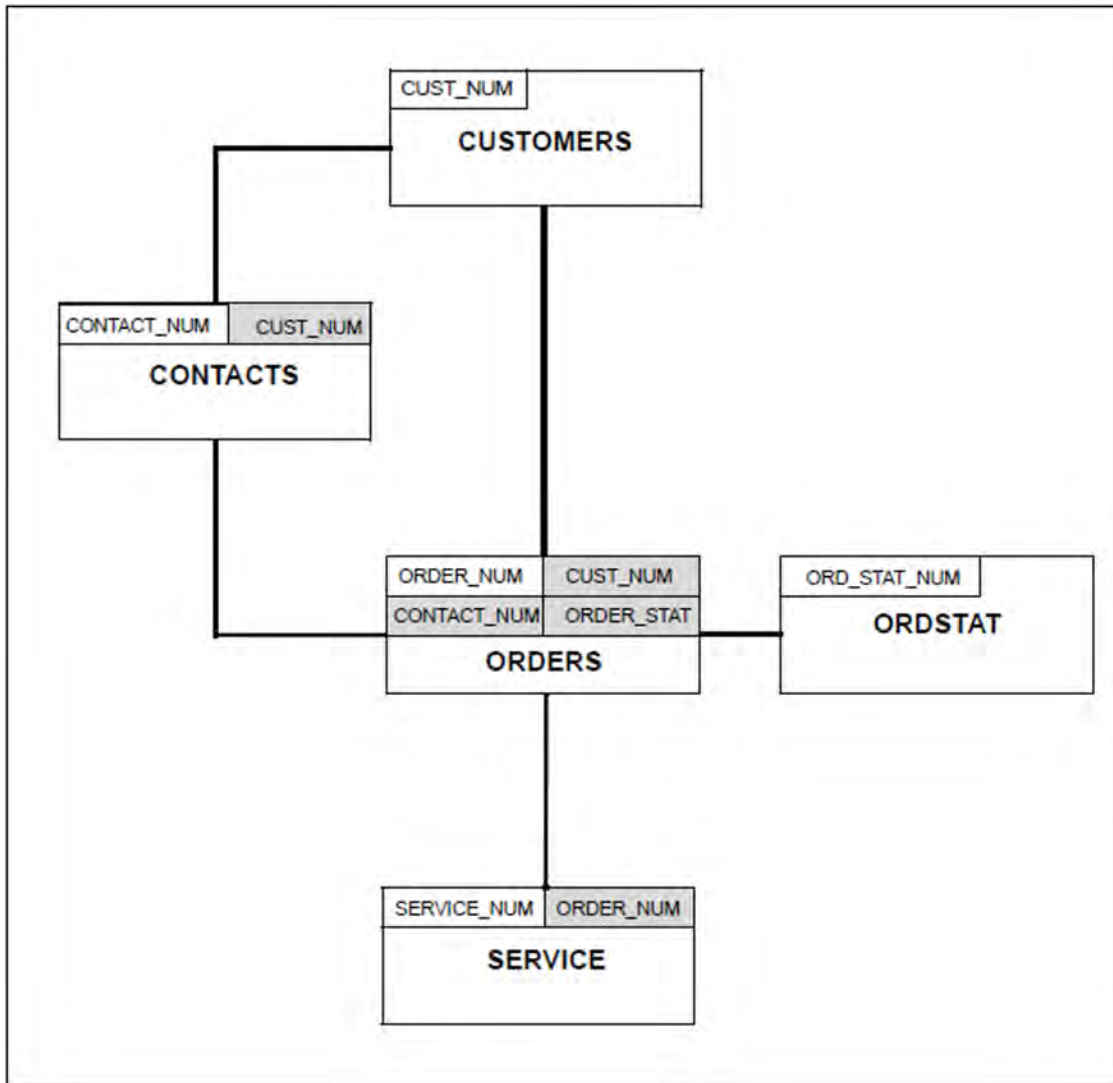 CUST_NUM
CUSTOMERS
CONTACT_NUM CUST_NUM
CONTACTS
ORDER_NUM CUST_NUM
CONTACT_NUM ORDER_STAT
ORDERS
ORD_STAT_NUM
ORDSTAT
SERVICE_NUM ORDER_NUM
SERVICE